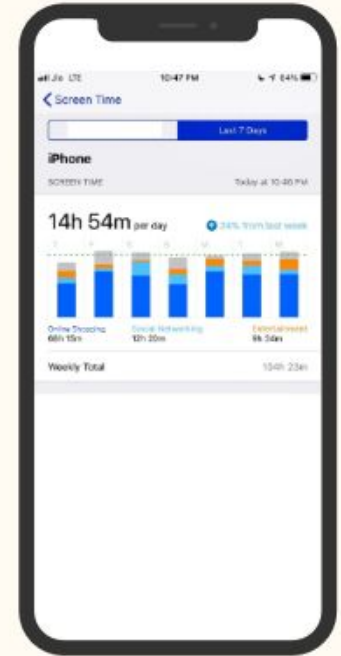 Jio LTE 10:47 PM 84%
Screen Time
Last 7 Days
iPhone
SCREEN TIME Today at 10:46 PM
14h 54m per day 24% from last week
Online Shopping Social Networking Entertainment
66h 15m 12h 20m 9h 34m
Weekly Total 104h 23m